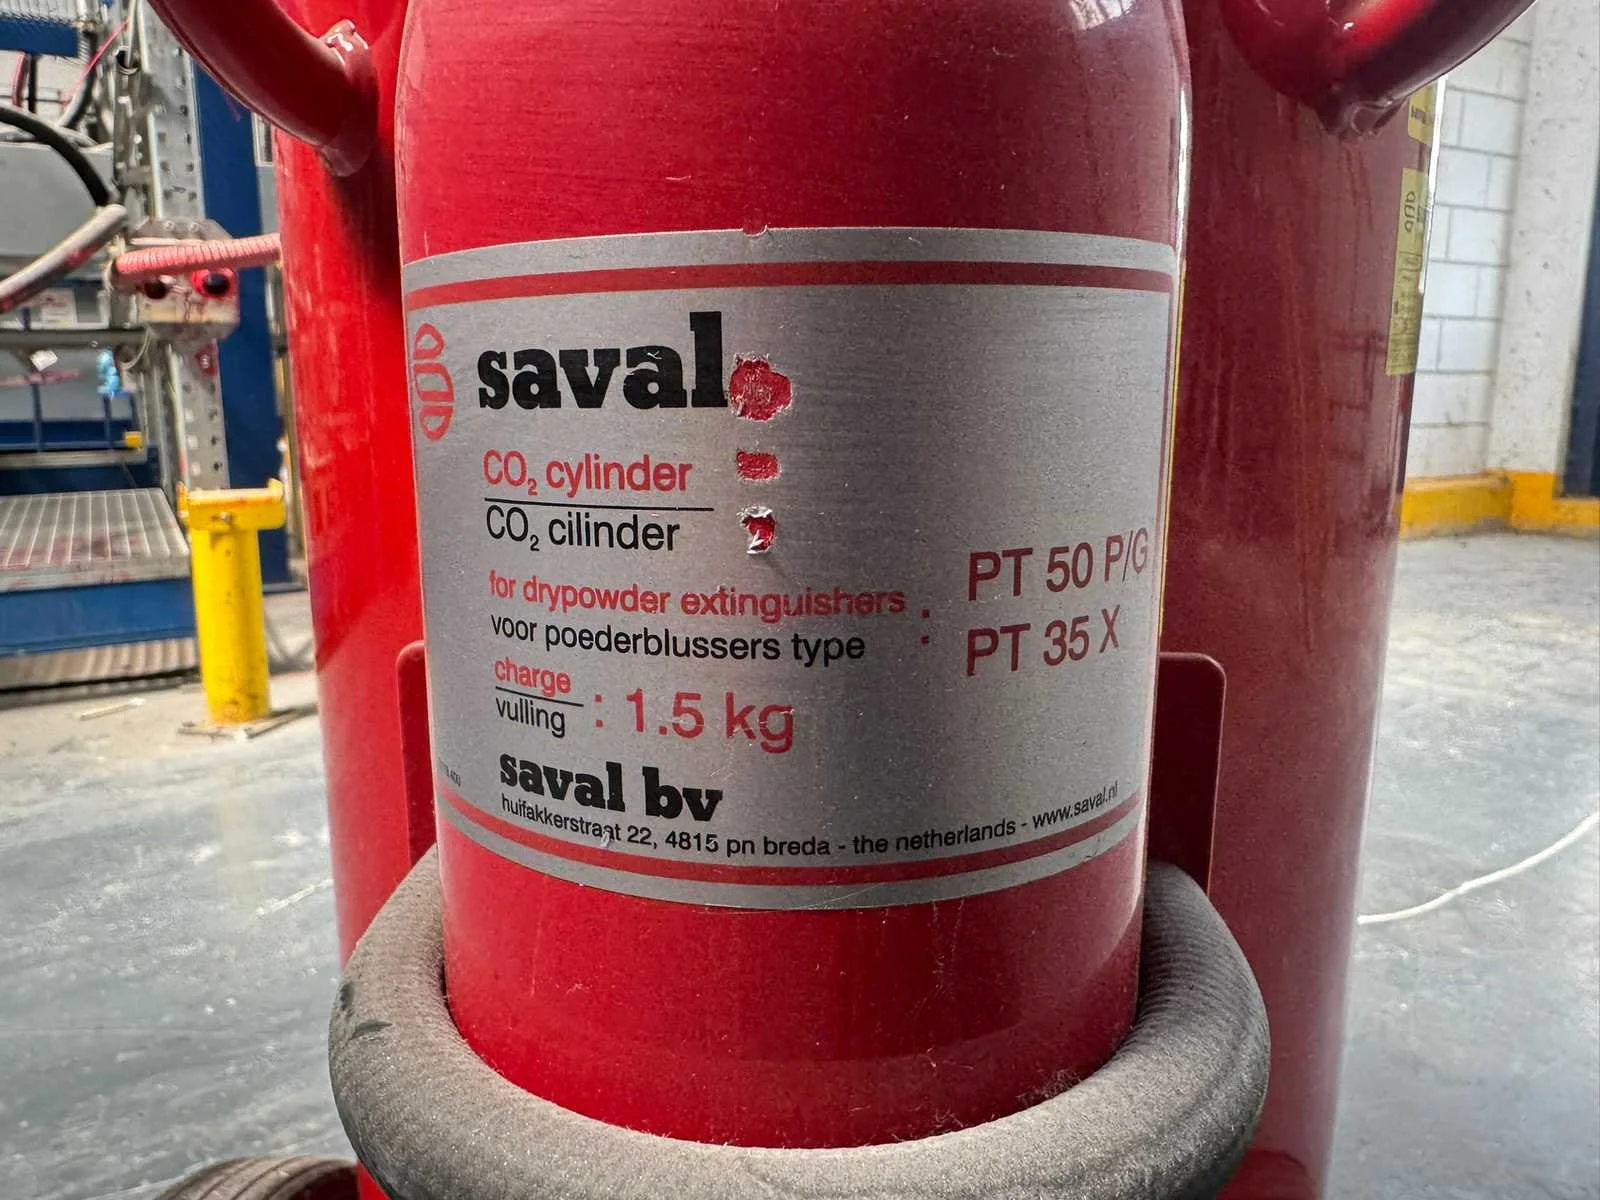 saval
CO₂ cylinder
CO₂ cilinder
for drypowder extinguishers : PT 50 P/G
voor poederblussers type : PT 35 X
charge
vulling : 1.5 kg
saval bv
huifakkerstraat 22, 4815 pn breda - the netherlands - www.saval.nl